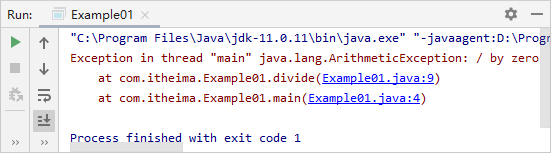 Run: Example01
"C:\Program Files\Java\jdk-11.0.11\bin\java.exe" "-javaagent:D:\Prog
Exception in thread "main" java.lang.ArithmeticException: / by zero
at com.itheima.Example01.divide(Example01.java:9)
at com.itheima.Example01.main(Example01.java:4)
Process finished with exit code 1